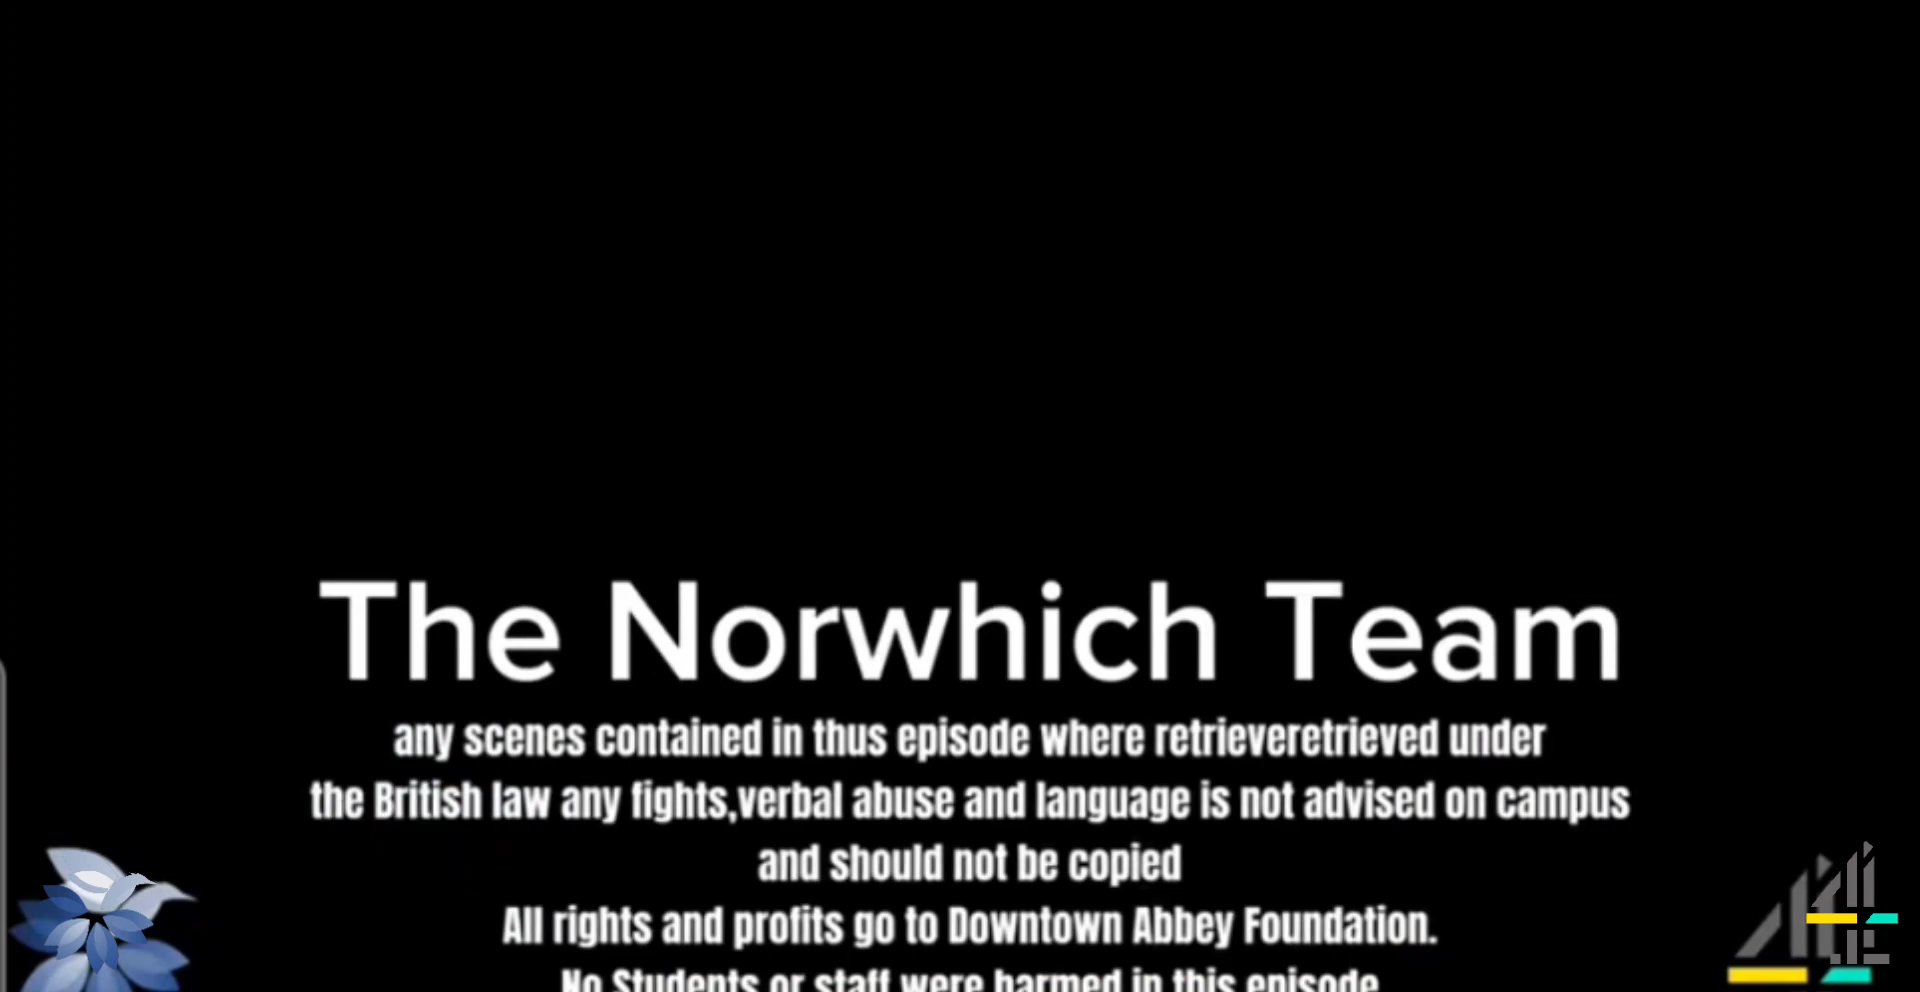 The Norwhich Team
any scenes contained in thus episode where retrieveretrieved under
the British law any fights,verbal abuse and language is not advised on campus
and should not be copied
All rights and profits go to Downtown Abbey Foundation.
No Students or staff were harmed in this episode